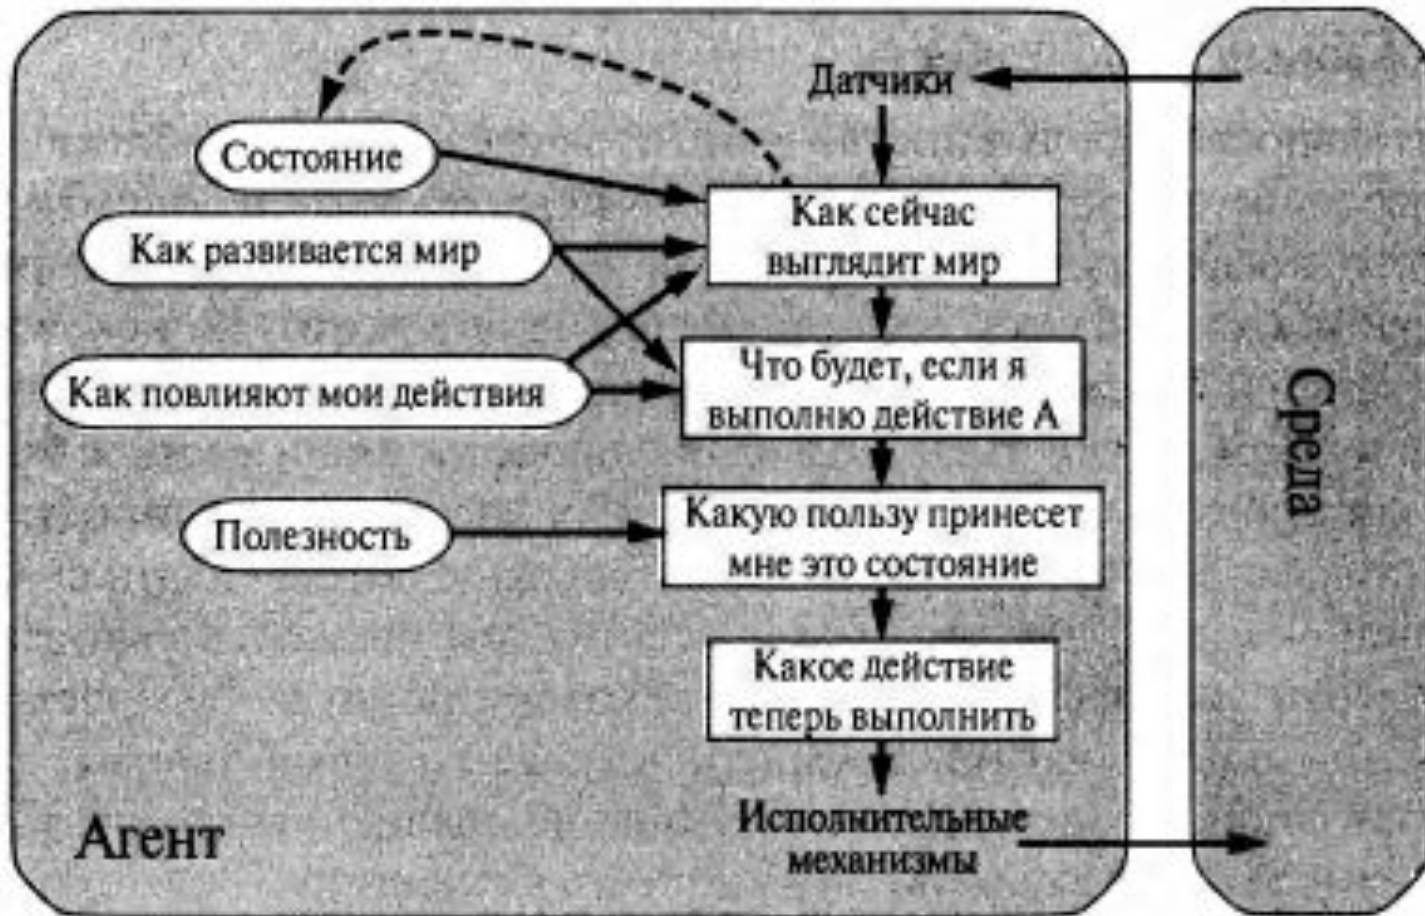 Датчики
Состояние
Как сейчас
выглядит мир
Как развивается мир
Что будет, если я
выполню действие А
Как повлияют мои действия
Среда
Какую пользу принесет
мне это состояние
Полезность
Какое действие
теперь выполнить
Исполнительные
механизмы
Агент